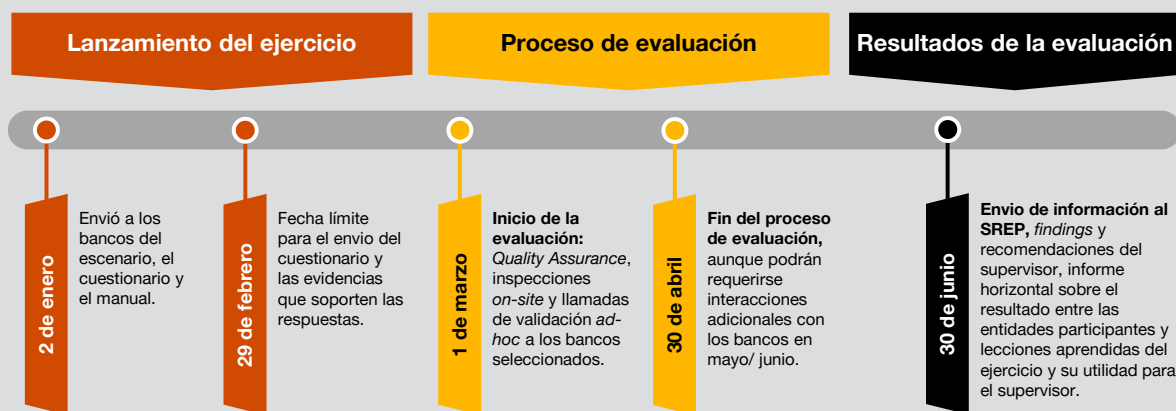 Lanzamiento del ejercicio
Proceso de evaluación
Resultados de la evaluación
2 de enero
Envió a los
bancos del
escenario, el
cuestionario y
el manual.
29 de febrero
Fecha límite
para el envio del
cuestionario y
las evidencias
que soporten las
respuestas.
1 de marzo
Inicio de la
evaluación:
Quality Assurance,
inspecciones
on-site y llamadas
de validación ad-
hoc a los bancos
seleccionados.
30 de abril
Fin del proceso
de evaluación,
aunque podrán
requerirse
interacciones
adicionales con
los bancos en
mayo/ junio.
30 de junio
Envio de información al
SREP, findings y
recomendaciones del
supervisor, informe
horizontal sobre el
resultado entre las
entidades participantes y
lecciones aprendidas del
ejercicio y su utilidad para
el supervisor.